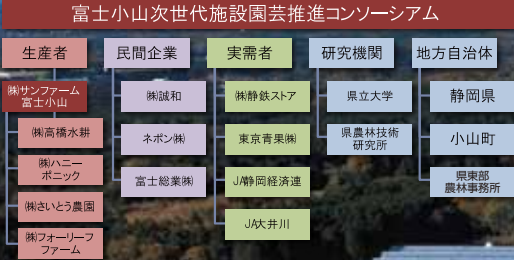 富士小山次世代施設園芸推進コンソーシアム
生産者
㈱サンファーム
富士小山
㈱高橋水耕
㈱ハニー
ポニック
㈱さいとう農園
㈱フォーリーフ
ファーム
民間企業
㈱誠和
ネポン㈱
富士総業㈱
実需者
㈱静鉄ストア
東京青果㈱
JA静岡経済連
JA大井川
研究機関
県立大学
県農林技術
研究所
地方自治体
静岡県
小山町
県東部
農林事務所